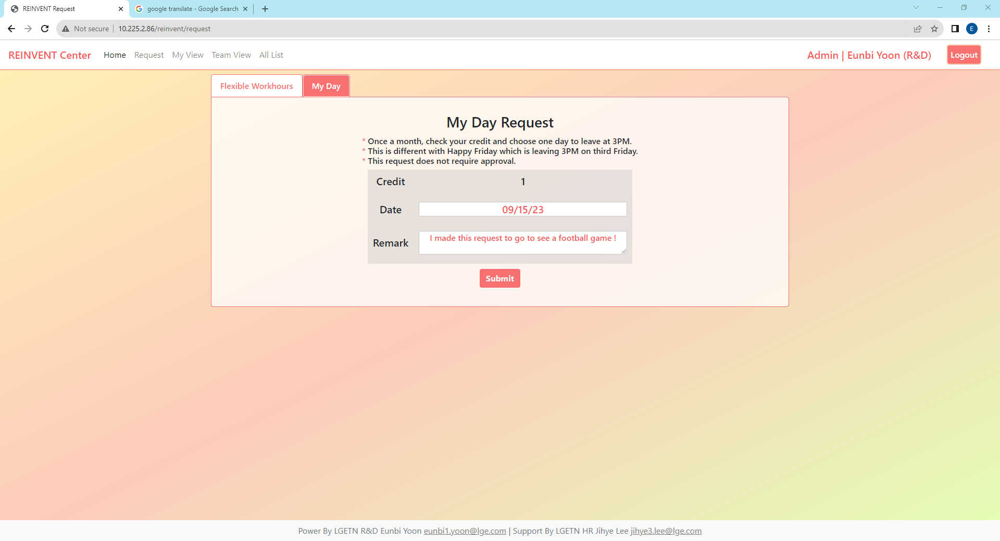 REINVENT Request
google translate - Google Search
Not secure
10.225.2.86/reinvent/request
E
REINVENT Center
Home
Request
My View
Team View
All List
Admin | Eunbi Yoon (R&D)
Logout
Flexible Workhours
My Day
My Day Request
* Once a month, check your credit and choose one day to leave at 3PM.
* This is different with Happy Friday which is leaving 3PM on third Friday.
* This request does not require approval.
Credit
1
Date
09/15/23
Remark
I made this request to go to see a football game !
Submit
Power By LGETN R&D Eunbi Yoon eunbi1.yoon@lge.com | Support By LGETN HR Jihye Lee jihye3.lee@lge.com